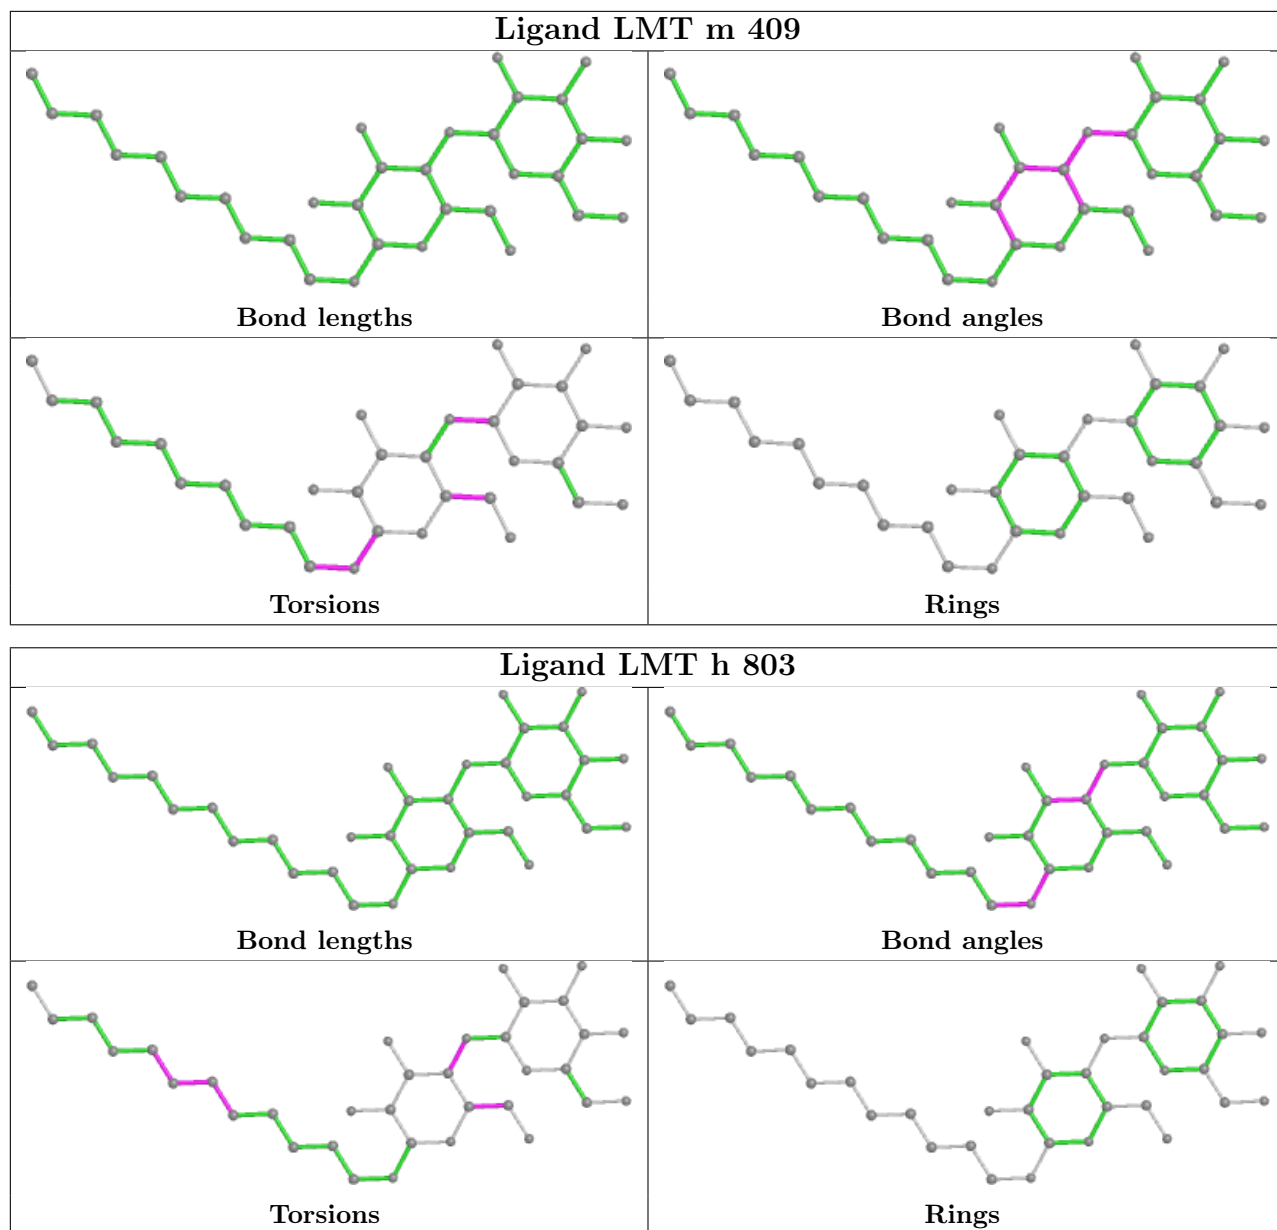 Ligand LMT m 409
Bond lengths
Bond angles
Torsions
Rings
Ligand LMT h 803
Bond lengths
Bond angles
Torsions
Rings